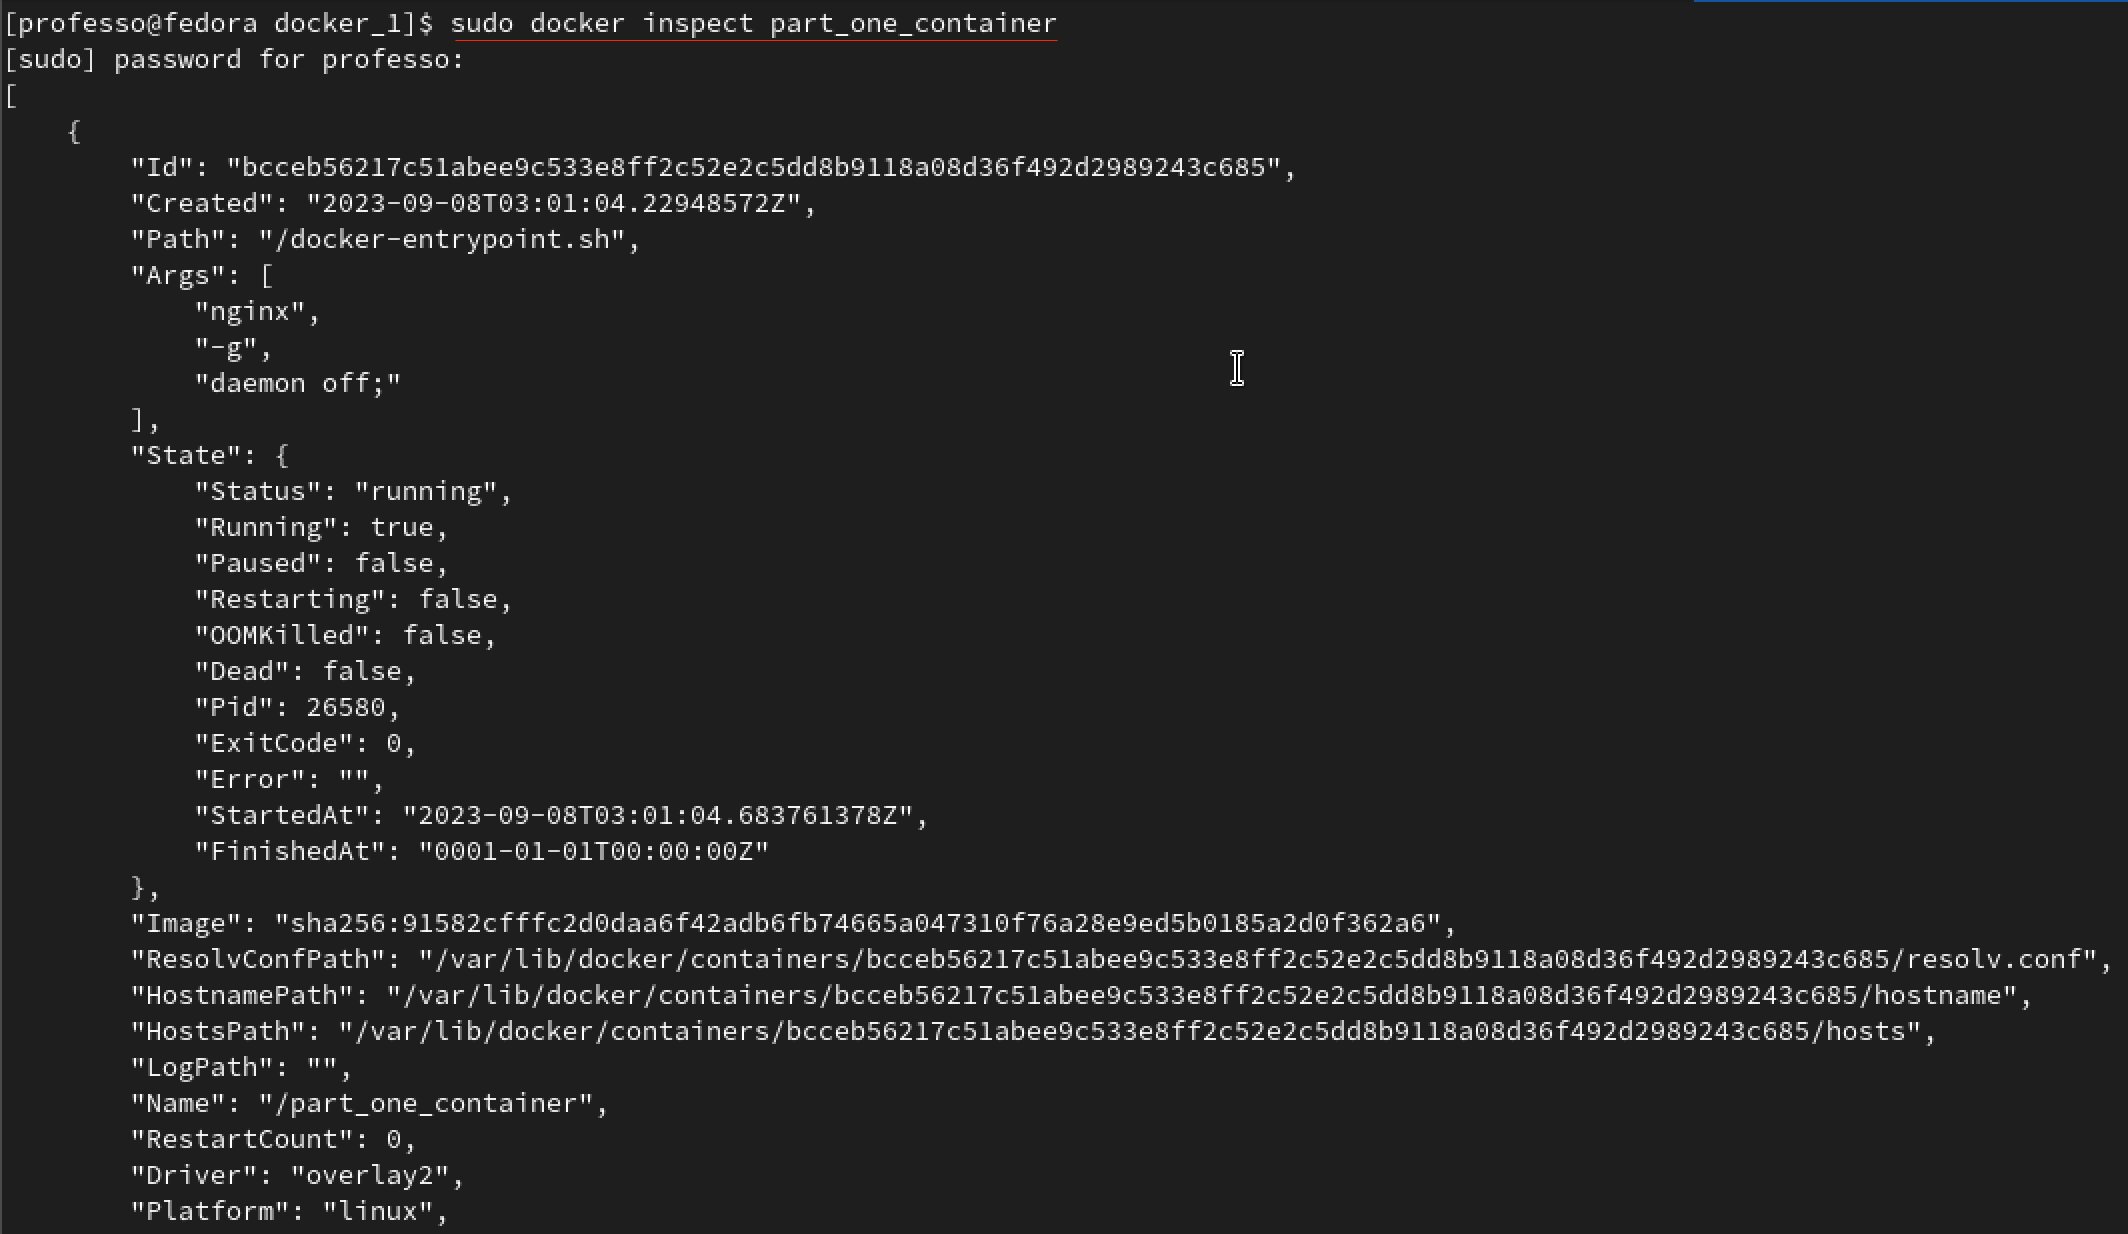 [professo@fedora docker_1]$ sudo docker inspect part_one_container
[sudo] password for professo:
[
    {
        "Id": "bcceb56217c51abee9c533e8ff2c52e2c5dd8b9118a08d36f492d2989243c685",
        "Created": "2023-09-08T03:01:04.22948572Z",
        "Path": "/docker-entrypoint.sh",
        "Args": [
            "nginx",
            "-g",
            "daemon off;"
        ],
        "State": {
            "Status": "running",
            "Running": true,
            "Paused": false,
            "Restarting": false,
            "OOMKilled": false,
            "Dead": false,
            "Pid": 26580,
            "ExitCode": 0,
            "Error": "",
            "StartedAt": "2023-09-08T03:01:04.683761378Z",
            "FinishedAt": "0001-01-01T00:00:00Z"
        },
        "Image": "sha256:91582cfffc2d0daa6f42adb6fb74665a047310f76a28e9ed5b0185a2d0f362a6",
        "ResolvConfPath": "/var/lib/docker/containers/bcceb56217c51abee9c533e8ff2c52e2c5dd8b9118a08d36f492d2989243c685/resolv.conf",
        "HostnamePath": "/var/lib/docker/containers/bcceb56217c51abee9c533e8ff2c52e2c5dd8b9118a08d36f492d2989243c685/hostname",
        "HostsPath": "/var/lib/docker/containers/bcceb56217c51abee9c533e8ff2c52e2c5dd8b9118a08d36f492d2989243c685/hosts",
        "LogPath": "",
        "Name": "/part_one_container",
        "RestartCount": 0,
        "Driver": "overlay2",
        "Platform": "linux",